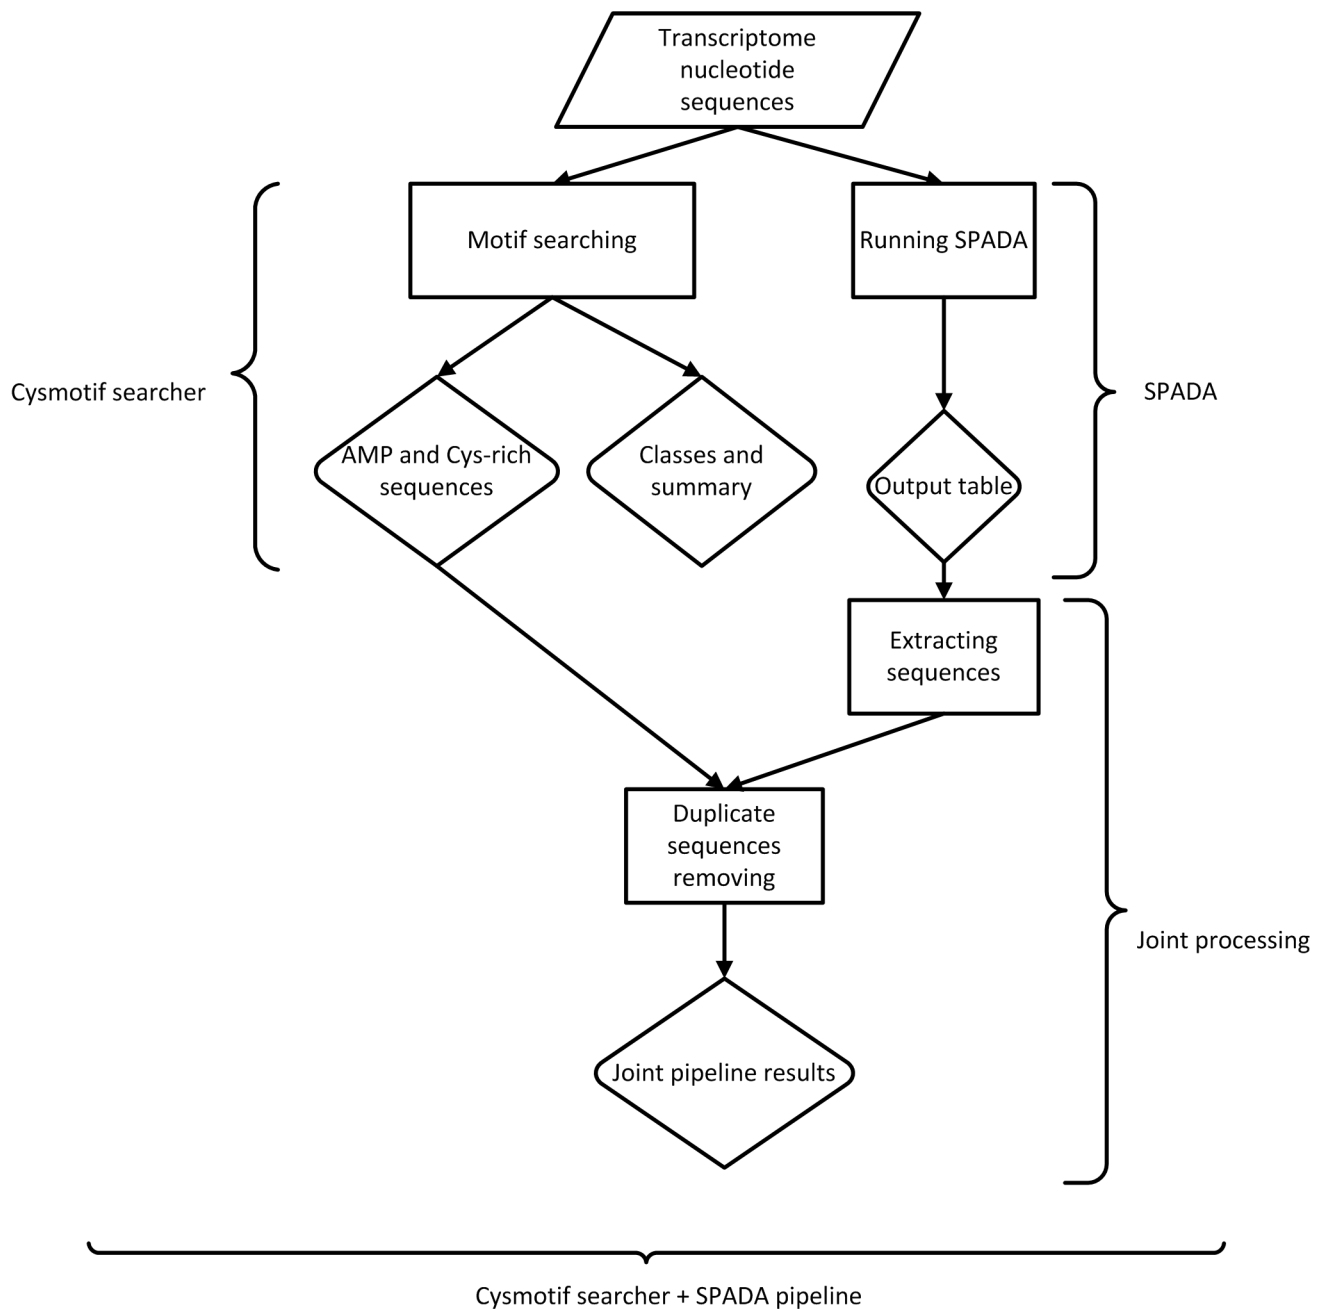 Transcriptome
nucleotide
sequences
Motif searching
Running SPADA
Cysmotif searcher
SPADA
AMP and Cys-rich
sequences
Classes and
summary
Output table
Extracting
sequences
Duplicate
sequences
removing
Joint processing
Joint pipeline results
Cysmotif searcher + SPADA pipeline